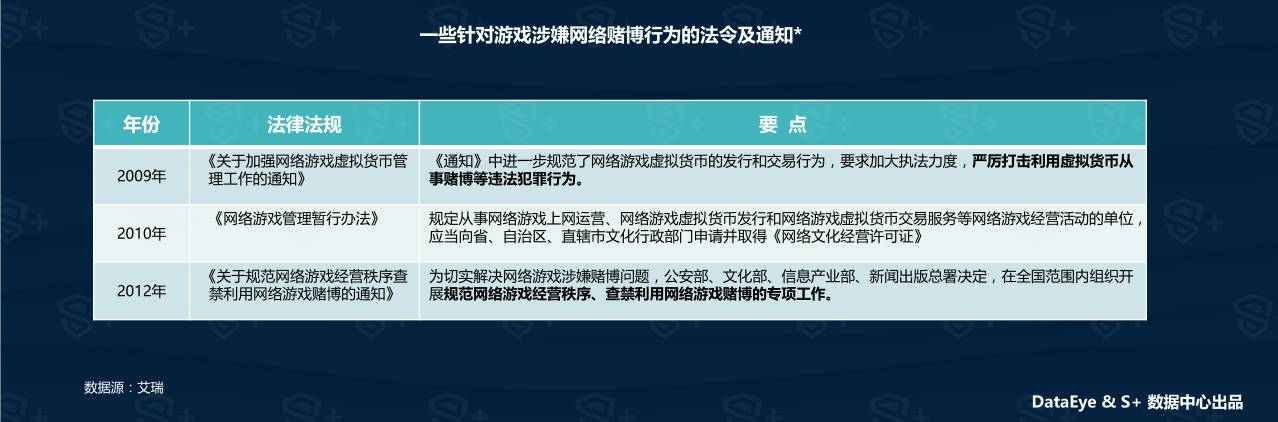 一些针对游戏涉嫌网络赌博行为的法令及通知*
年份
法律法规
要 点
2009年
《关于加强网络游戏虚拟货币管
理工作的通知》
《通知》中进一步规范了网络游戏虚拟货币的发行和交易行为，要求加大执法力度，严厉打击利用虚拟货币从
事赌博等违法犯罪行为。
2010年
《网络游戏管理暂行办法》
规定从事网络游戏上网运营、网络游戏虚拟货币发行和网络游戏虚拟货币交易服务等网络游戏经营活动的单位，
应当向省、自治区、直辖市文化行政部门申请并取得《网络文化经营许可证》
2012年
《关于规范网络游戏经营秩序查
禁利用网络游戏赌博的通知》
为切实解决网络游戏涉嫌赌博问题，公安部、文化部、信息产业部、新闻出版总署决定，在全国范围内组织开
展规范网络游戏经营秩序、查禁利用网络游戏赌博的专项工作。
数据源：艾瑞
DataEye & S+ 数据中心出品